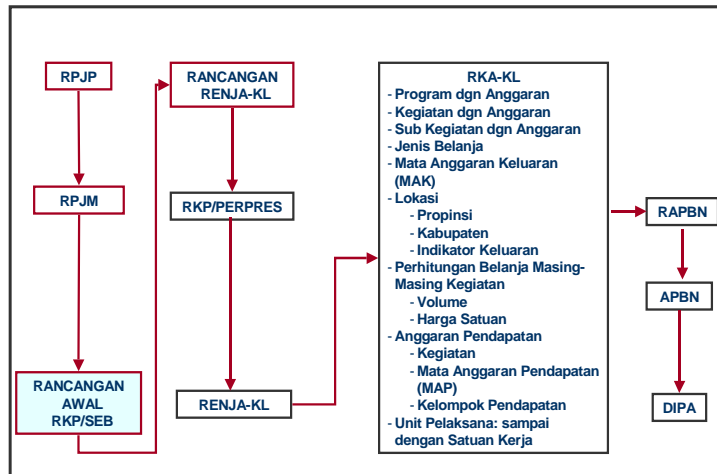 RPJP
RPJM
RANCANGAN
AWAL
RKP/SEB
RANCANGAN
RENJA-KL
RKP/PERPRES
RENJA-KL
RKA-KL
- Program dgn Anggaran
- Kegiatan dgn Anggaran
- Sub Kegiatan dgn Anggaran
- Jenis Belanja
- Mata Anggaran Keluaran
(MAK)
- Lokasi
- Propinsi
- Kabupaten
- Indikator Keluaran
- Perhitungan Belanja Masing-
Masing Kegiatan
- Volume
- Harga Satuan
- Anggaran Pendapatan
- Kegiatan
- Mata Anggaran Pendapatan
(MAP)
- Kelompok Pendapatan
- Unit Pelaksana: sampai
dengan Satuan Kerja
RAPBN
APBN
DIPA